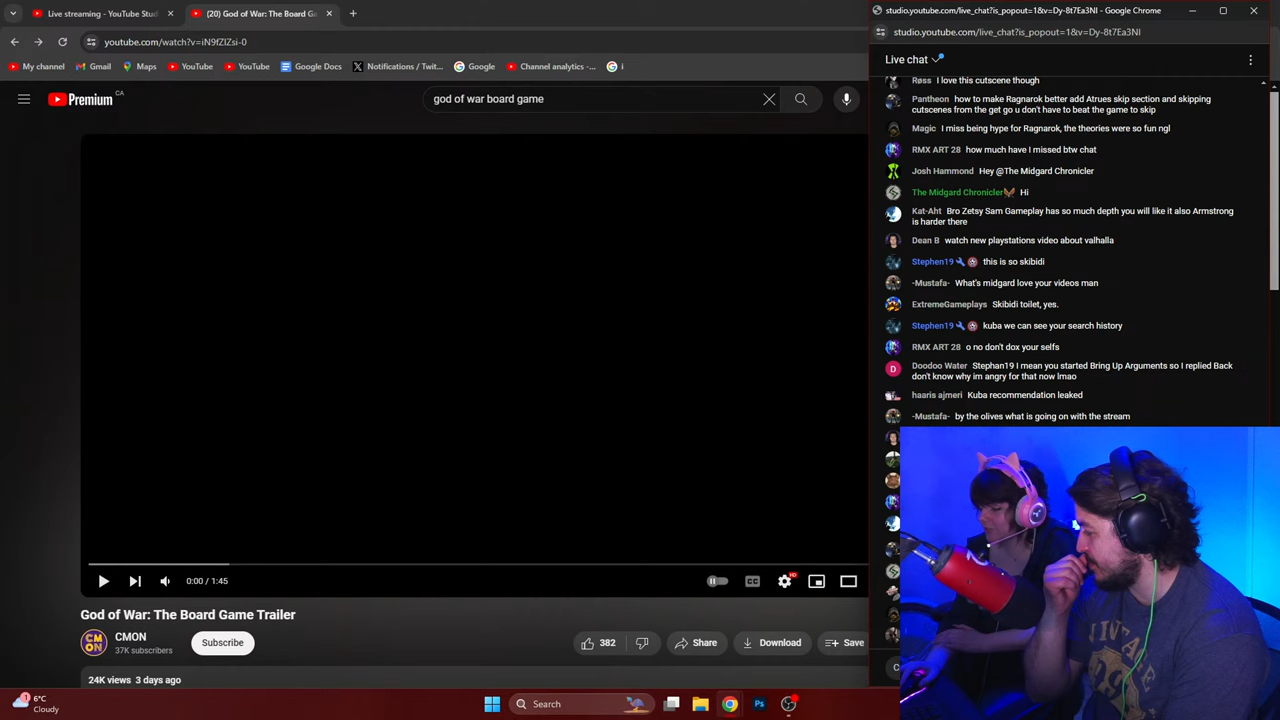 Live streaming - YouTube Stud
(20) God of War: The Board Ga
studio.youtube.com/live_chat?is_popout=1&v=Dy-8t7Ea3NI - Google Chrome
youtube.com/watch?v=iN9fZlZsi-0
studio.youtube.com/live_chat?is_popout=1&v=Dy-8t7Ea3NI
My channel
Gmail
Maps
YouTube
YouTube
Google Docs
Notifications / Twit...
Google
Channel analytics -...
i
Premium CA
god of war board game
Live chat
Røss I love this cutscene though
Pantheon how to make Ragnarok better add Atrues skip section and skipping
cutscenes from the get go u don't have to beat the game to skip
Magic I miss being hype for Ragnarok, the theories were so fun ngl
RMX ART 28 how much have I missed btw chat
Josh Hammond Hey @The Midgard Chronicler
The Midgard Chronicler Hi
Kat-Aht Bro Zetsy Sam Gameplay has so much depth you will like it also Armstrong
is harder there
Dean B watch new playstations video about valhalla
Stephen19 this is so skibidi
-Mustafa- What's midgard love your videos man
ExtremeGameplays Skibidi toilet, yes.
Stephen19 kuba we can see your search history
RMX ART 28 o no don't dox your selfs
D
Doodoo Water Stephan19 I mean you started Bring Up Arguments so I replied Back
don't know why im angry for that now lmao
haaris ajmeri Kuba recommendation leaked
-Mustafa- by the olives what is going on with the stream
0:00 / 1:45
CC
HD
God of War: The Board Game Trailer
CMON
CMON
37K subscribers
Subscribe
382
Share
Download
Save
24K views 3 days ago
C
VINTAGE
1
6°C
Cloudy
Search
Ps